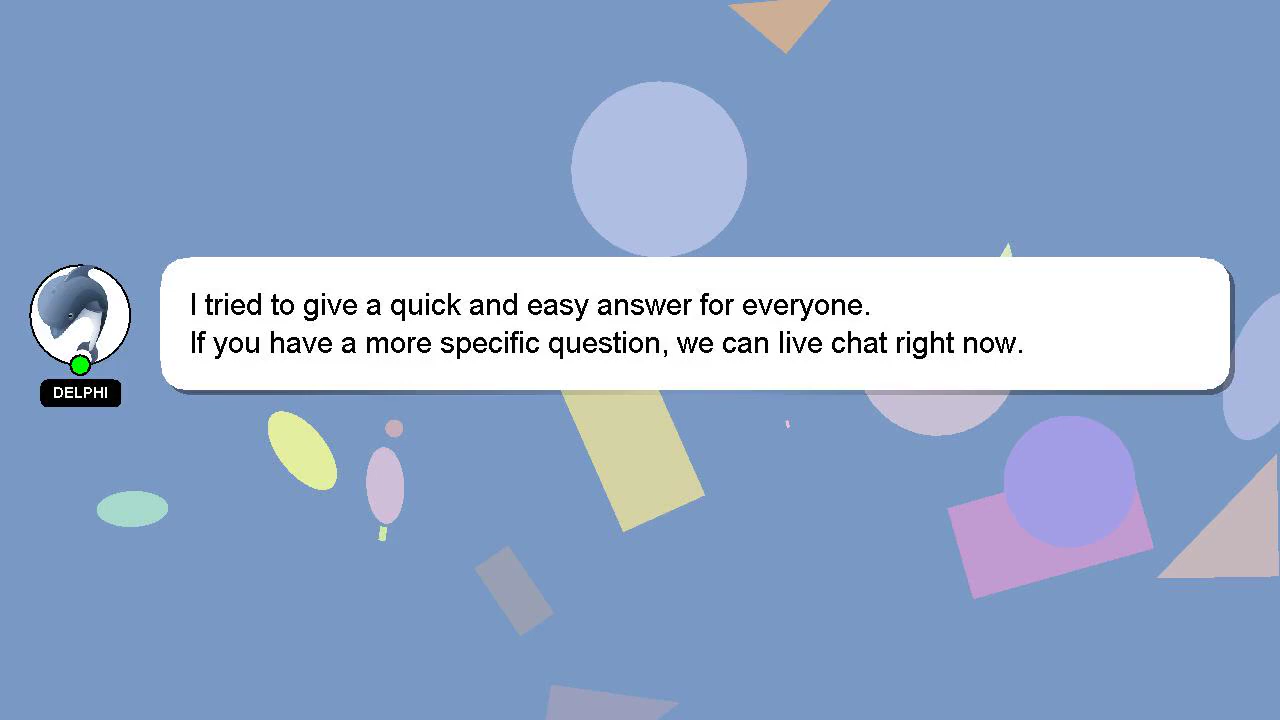 I tried to give a quick and easy answer for everyone.
If you have a more specific question, we can live chat right now.
DELPHI